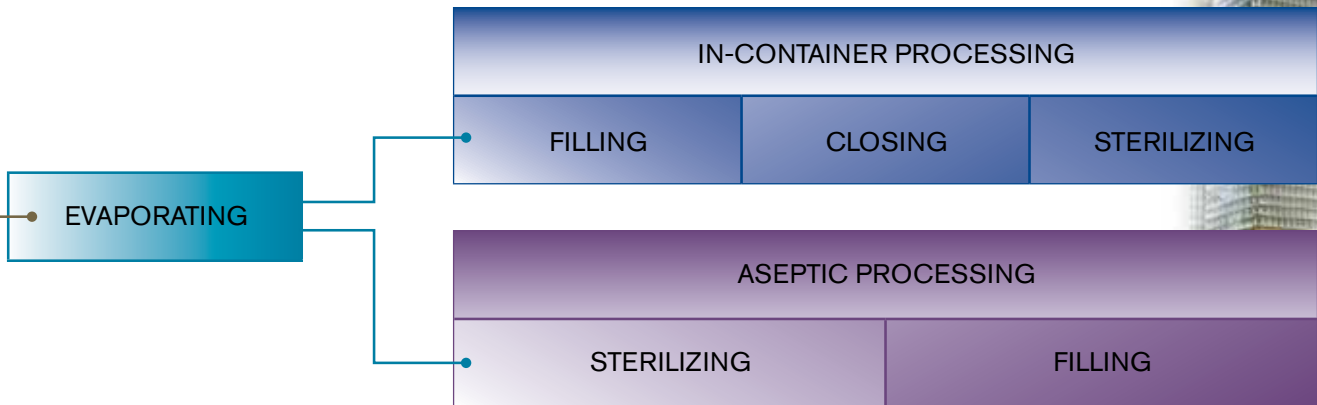 IN-CONTAINER PROCESSING
FILLING
CLOSING
STERILIZING
EVAPORATING
ASEPTIC PROCESSING
STERILIZING
FILLING